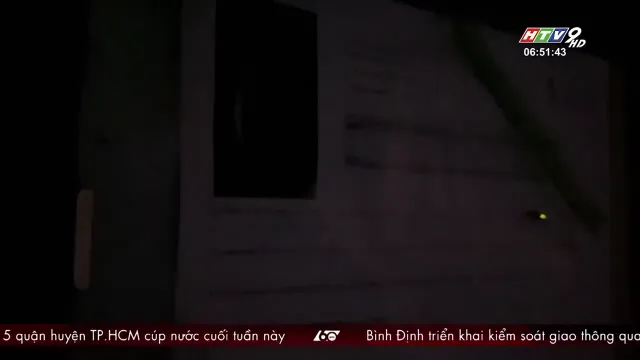 HTV9 HD
06:51:43
5 quận huyện TP.HCM cúp nước cuối tuần này 60 Bình Định triển khai kiểm soát giao thông qua